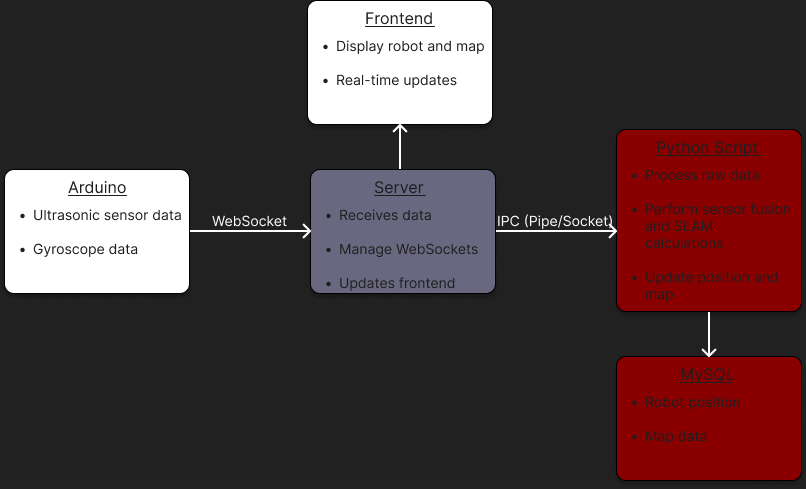 Frontend
• Display robot and map
• Real-time updates
Arduino
• Ultrasonic sensor data
• Gyroscope data
WebSocket
Server
• Receives data
• Manage WebSockets
• Updates frontend
IPC (Pipe/Socket)
Python Script
• Process raw data
• Perform sensor fusion
and SLAM
calculations
• Update position and
map
MySQL
• Robot position
• Map data